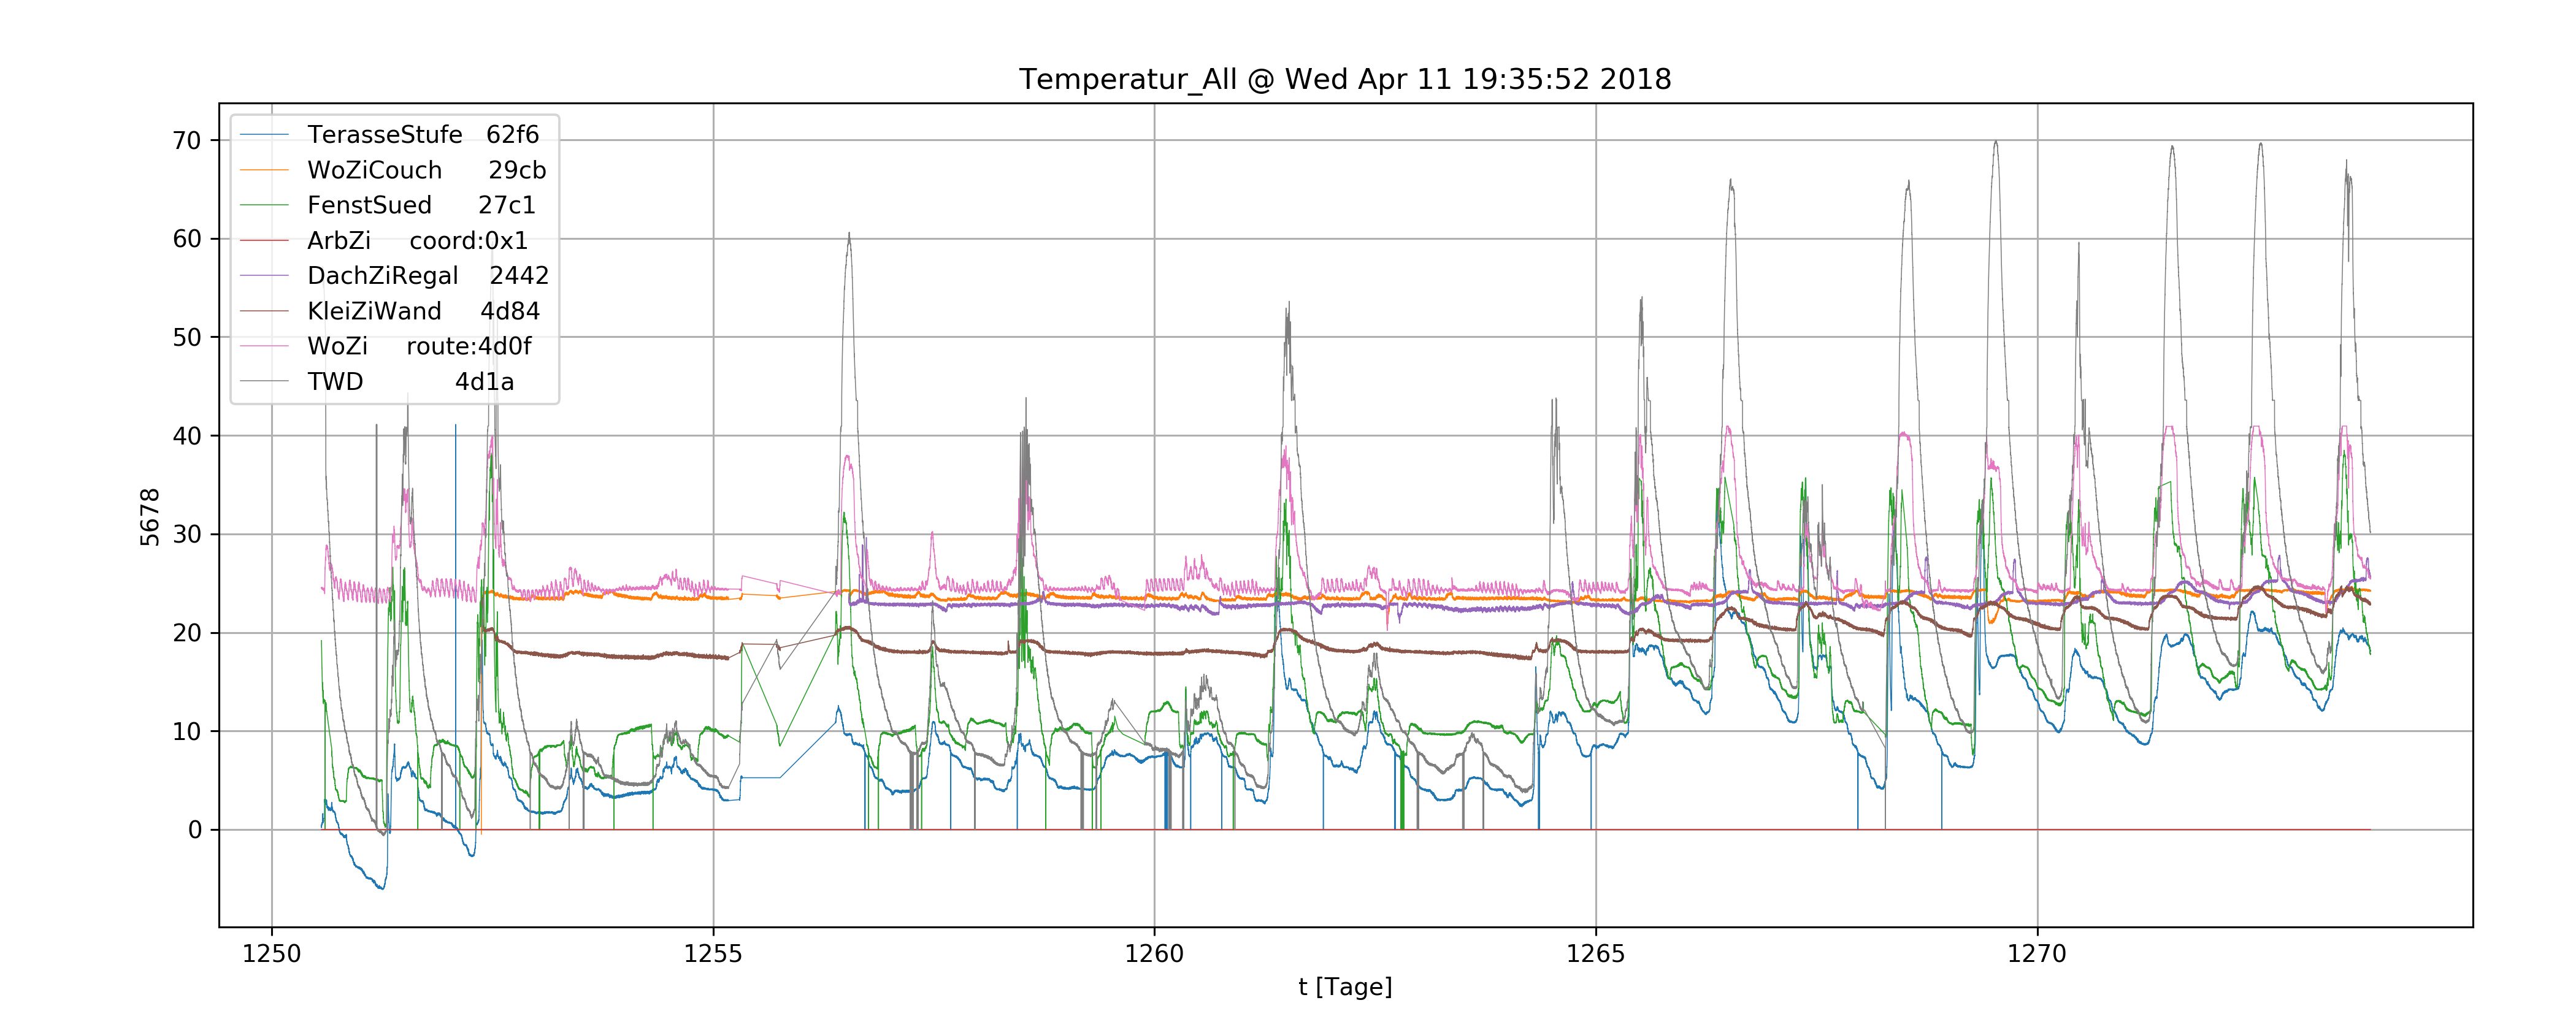 Temperatur_All @ Wed Apr 11 19:35:52 2018
70
60
50
40
30
20
10
0
5678
TerasseStufe 62f6
WoZiCouch 29cb
FenstSued 27c1
ArbZi coord:0x1
DachZiRegal 2442
KleiZiWand 4d84
WoZi route:4d0f
TWD 4d1a
1250 1255 1260 1265 1270
t [Tage]